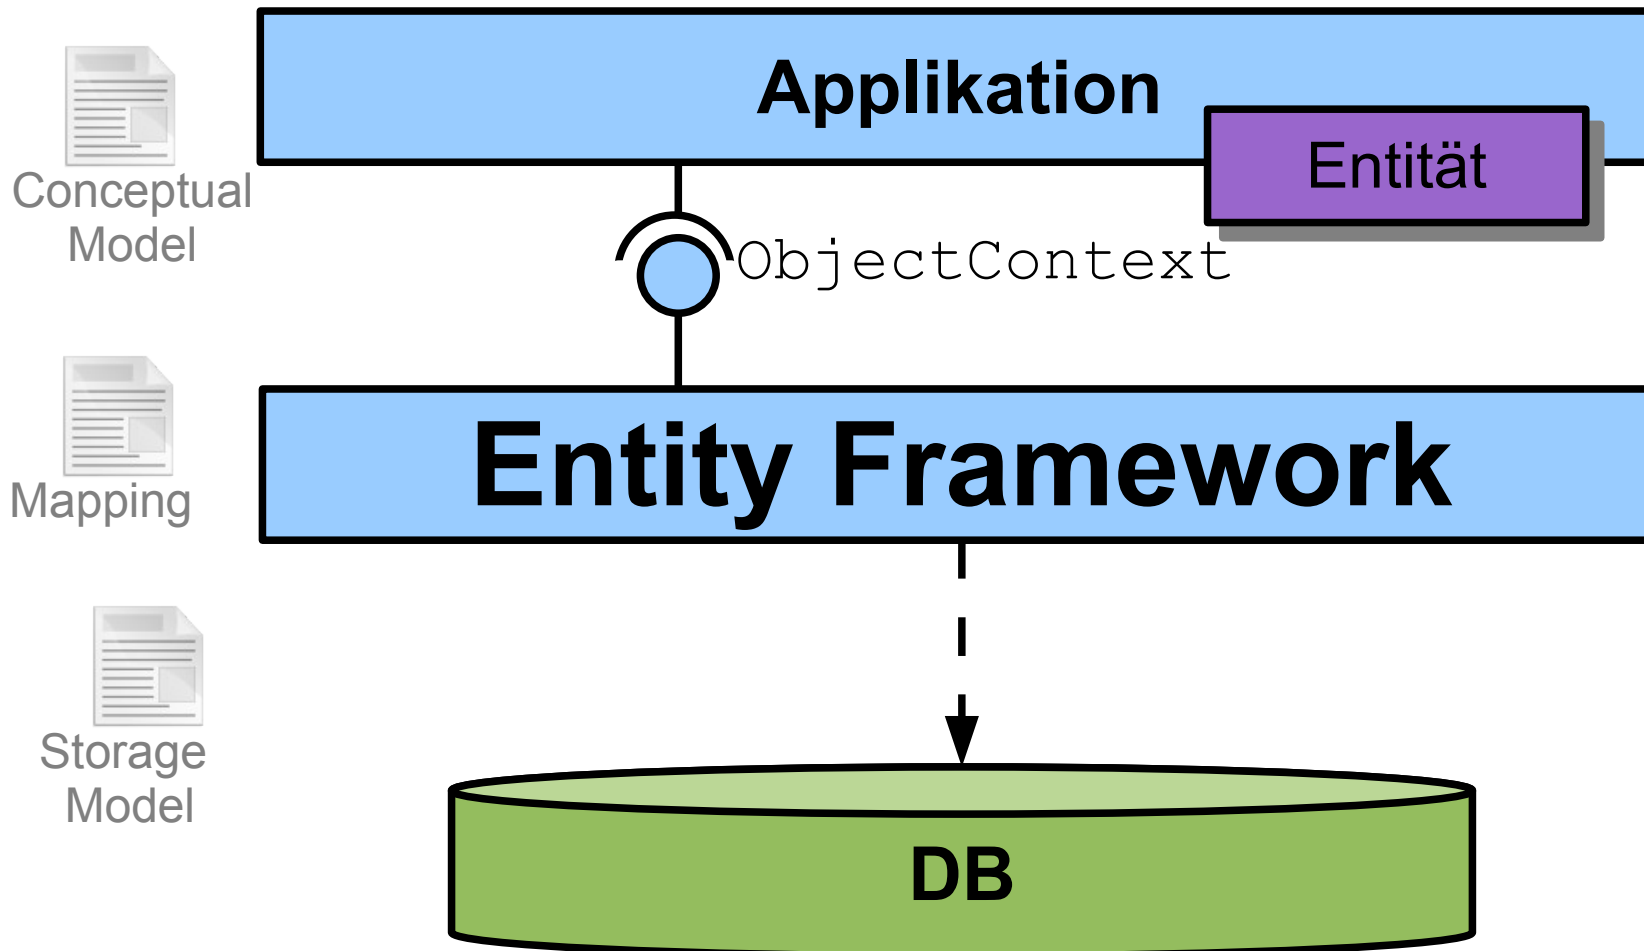 Applikation
Entität
Conceptual
Model
ObjectContext
Entity Framework
Mapping
Storage
Model
DB